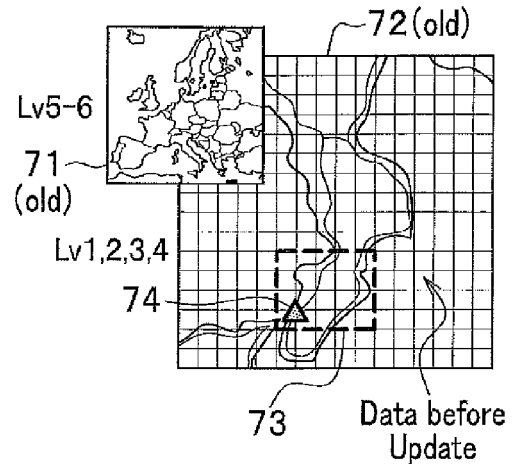 72(old)
Lv5-6
71
(old)
Lv1,2,3,4
74
73
Data before
Update